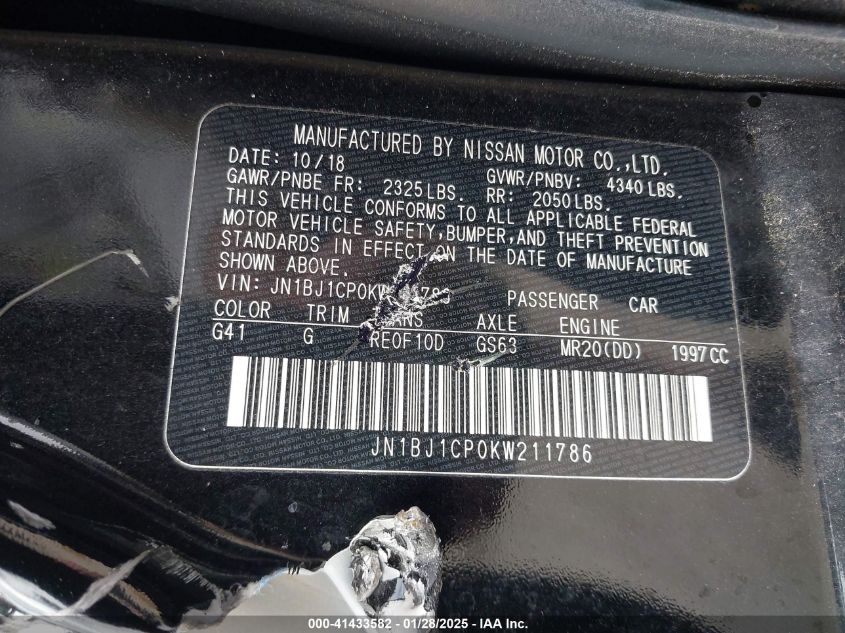 MANUFACTURED BY NISSAN MOTOR CO.,LTD.
DATE: 10/18 GVWR/PNBV: 4340 LBS.
GAWR/PNBE FR: 2325 LBS. RR: 2050 LBS.
THIS VEHICLE CONFORMS TO ALL APPLICABLE FEDERAL
MOTOR VEHICLE SAFETY, BUMPER, AND THEFT PREVENTION
STANDARDS IN EFFECT ON THE DATE OF MANUFACTURE
SHOWN ABOVE.
VIN: PASSENGER CAR
COLOR TRIM AXLE ENGINE
G41 G RE0F10D GS63 MR20(DD) 1997CC
JN1BJ1CP0KW211786
000-41433582 - 01/28/2025 - IAA Inc.